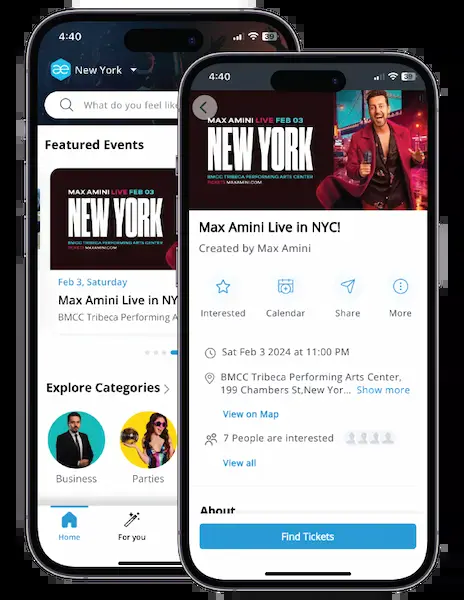 4:40
39
ae
New York
What do you feel lik
Featured Events
MAX AMINI LIVE FEB 03
NEW YORK
BMCC TRIBECA PERFORMING ARTS CENTER
TICKETS MAXAMINI.COM
Feb 3, Saturday
Max Amini Live in NY
BMCC Tribeca Performing A
Explore Categories
Business
Parties
Home
For you
4:40
39
MAX AMINI LIVE FEB 03
NEW YORK
BMCC TRIBECA PERFORMING ARTS CENTER
TICKETS MAXAMINI.COM
Max Amini Live in NYC!
Created by Max Amini
Interested
Calendar
Share
More
Sat Feb 3 2024 at 11:00 PM
BMCC Tribeca Performing Arts Center,
199 Chambers St,New Yor... Show more
View on Map
7 People are interested
View all
About
Find Tickets